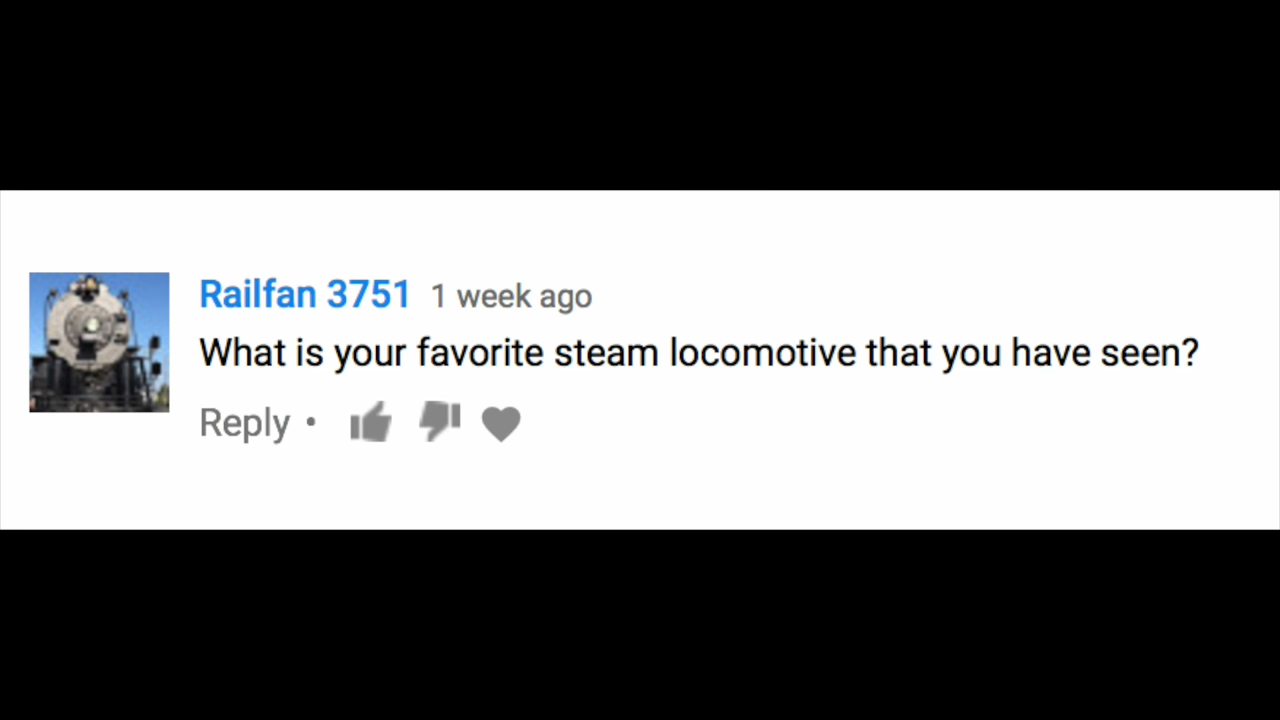 Railfan 3751 1 week ago
What is your favorite steam locomotive that you have seen?
Reply •